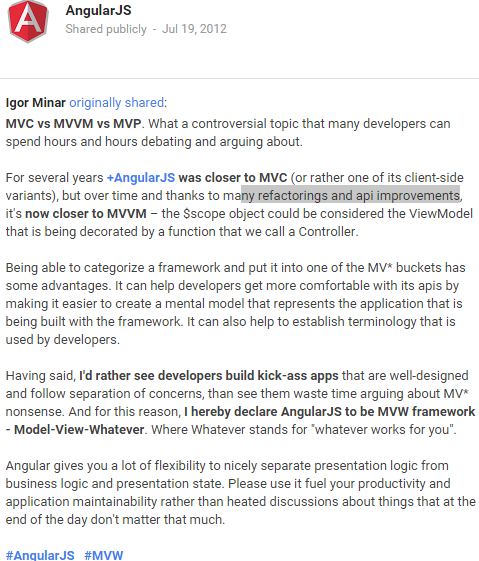 AngularJS
Shared publicly - Jul 19, 2012
Igor Minar originally shared:
MVC vs MVVM vs MVP. What a controversial topic that many developers can
spend hours and hours debating and arguing about.
For several years +AngularJS was closer to MVC (or rather one of its client-side
variants), but over time and thanks to many refactorings and api improvements,
it's now closer to MVVM – the $scope object could be considered the ViewModel
that is being decorated by a function that we call a Controller.
Being able to categorize a framework and put it into one of the MV* buckets has
some advantages. It can help developers get more comfortable with its apis by
making it easier to create a mental model that represents the application that is
being built with the framework. It can also help to establish terminology that is
used by developers.
Having said, I'd rather see developers build kick-ass apps that are well-designed
and follow separation of concerns, than see them waste time arguing about MV*
nonsense. And for this reason, I hereby declare AngularJS to be MVW framework
- Model-View-Whatever. Where Whatever stands for "whatever works for you".
Angular gives you a lot of flexibility to nicely separate presentation logic from
business logic and presentation state. Please use it fuel your productivity and
application maintainability rather than heated discussions about things that at the
end of the day don't matter that much.
#AngularJS #MVW